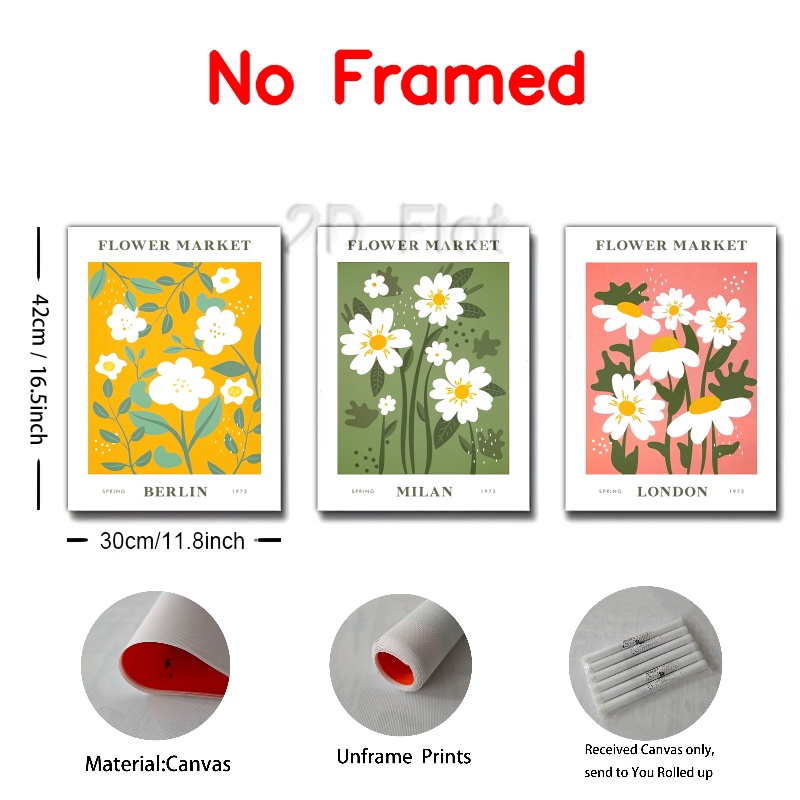 No Framed
2D Flat
FLOWER MARKET
FLOWER MARKET
FLOWER MARKET
42cm / 16.5inch
SPRING BERLIN 1973
SPRING MILAN 1973
SPRING LONDON 1973
30cm/11.8inch
Material:Canvas
Unframe Prints
Received Canvas only,
send to You Rolled up